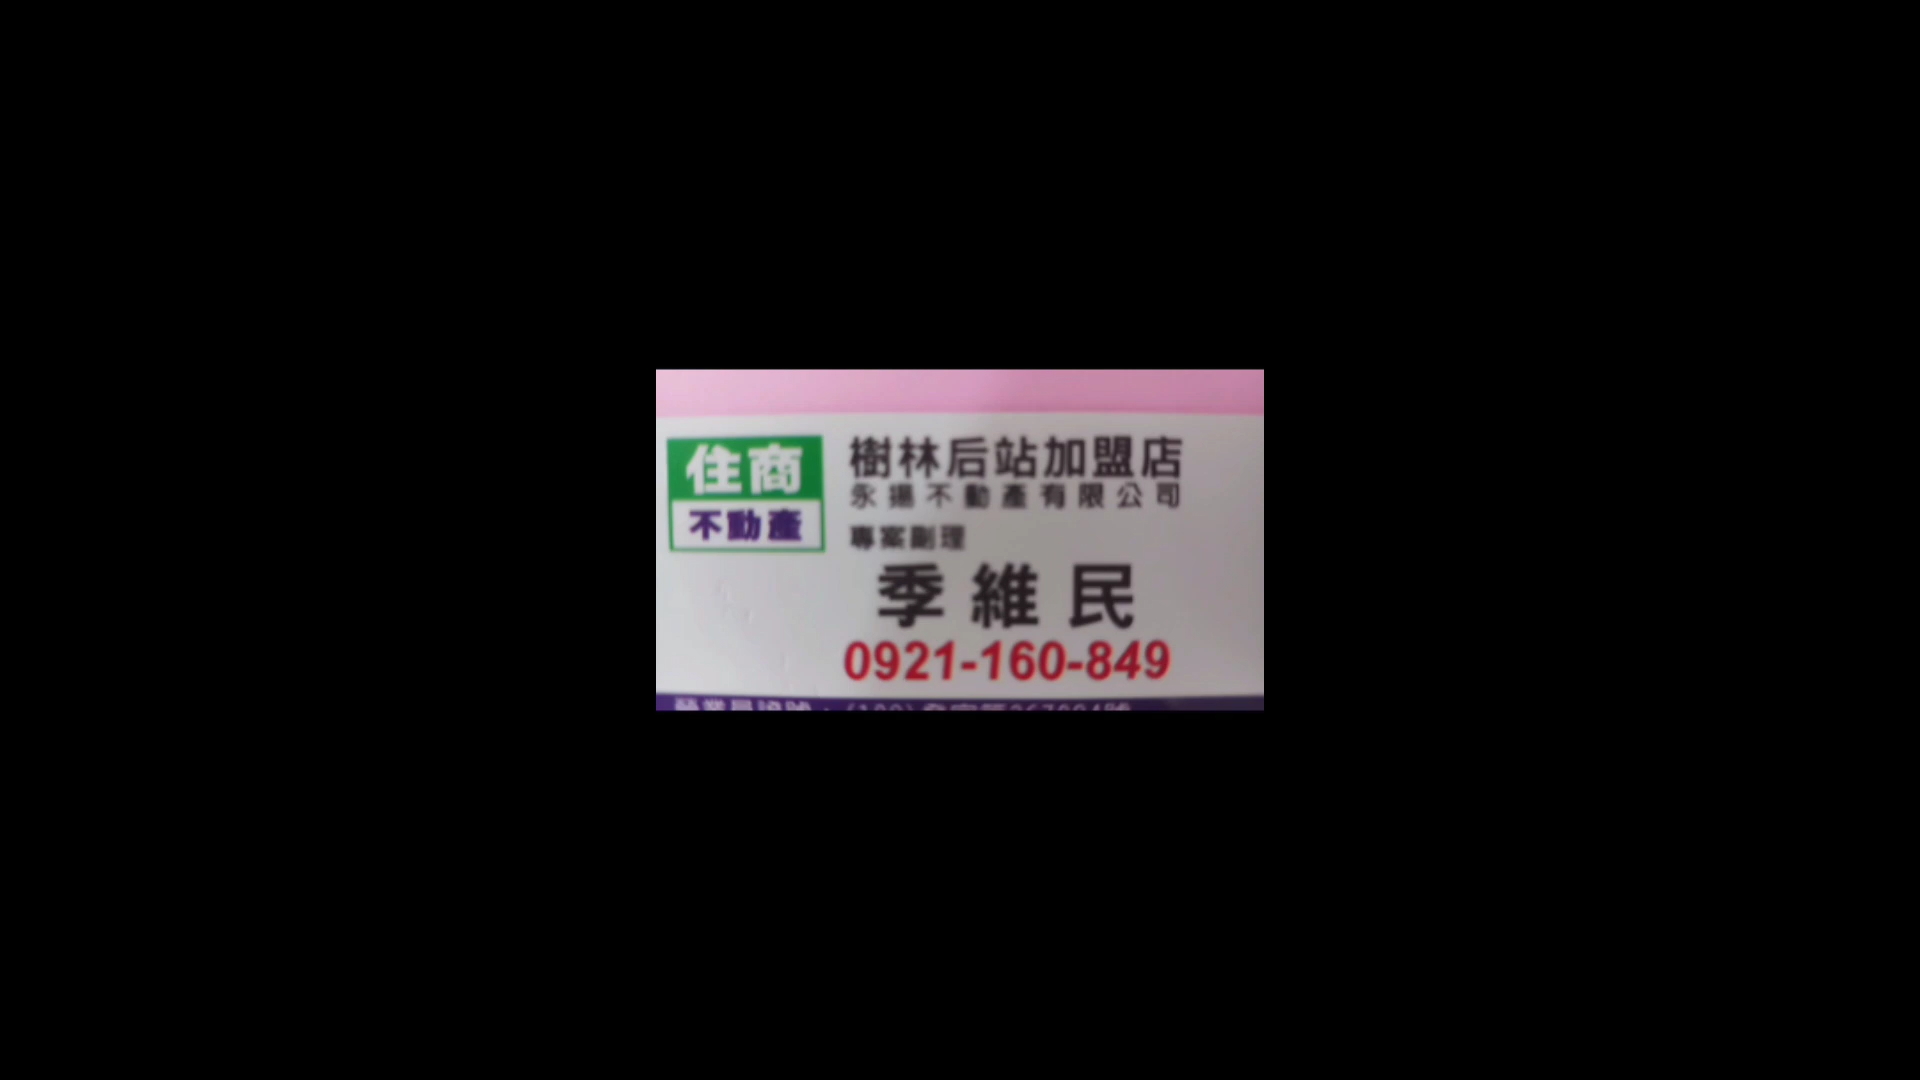 住商
不動產
樹林后站加盟店
永揚不動產有限公司
專案副理
季維民
0921-160-849